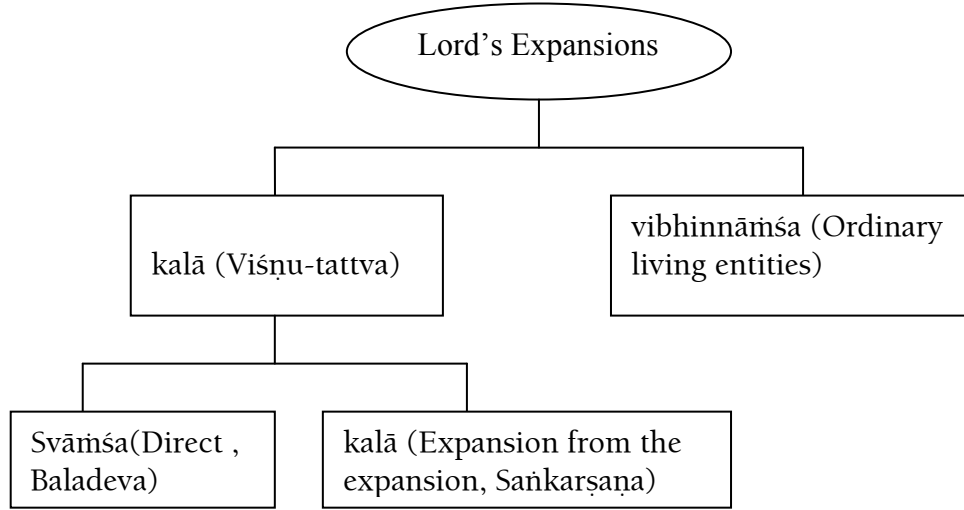 Lord’s Expansions
kalā (Viśṇu-tattva)
vibhinnāṁśa (Ordinary
living entities)
Svāṁśa(Direct ,
Baladeva)
kalā (Expansion from the
expansion, Saṅkarṣaṇa)